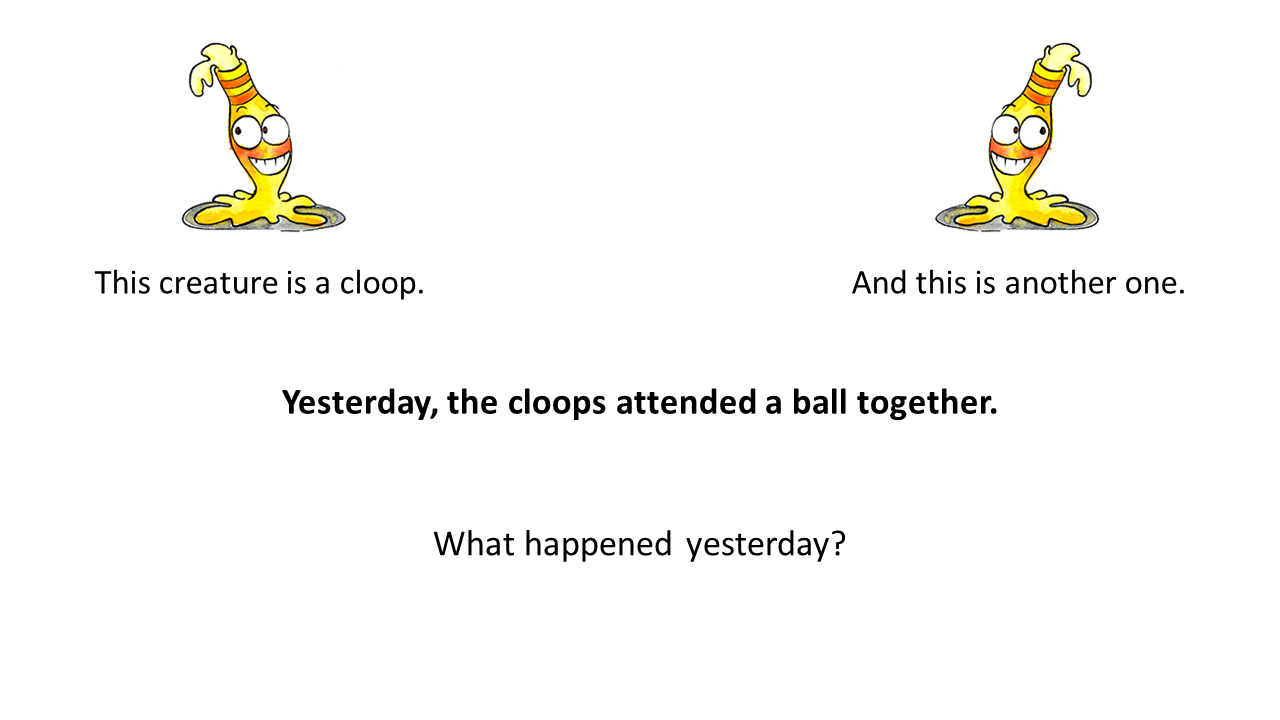 This creature is a cloop.
And this is another one.
Yesterday, the cloops attended a ball together.
What happened yesterday?